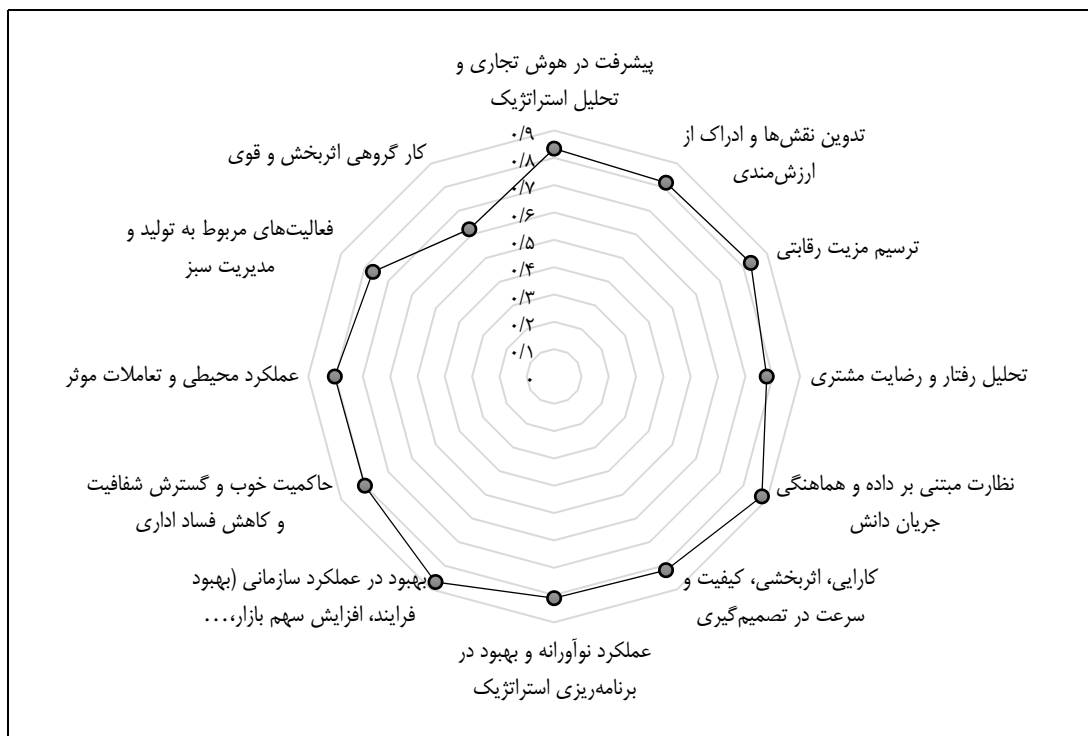 پیشرفت در هوش تجاری و
تحلیل استراتژیک
تدوین نقش‌ها و ادراک از
ارزش‌مندی
ترسیم مزیت رقابتی
تحلیل رفتار و رضایت مشتری
نظارت مبتنی بر داده و هماهنگی
جریان دانش
کارایی، اثربخشی، کیفیت و
سرعت در تصمیم‌گیری
عملکرد نوآورانه و بهبود در
برنامه‌ریزی استراتژیک
بهبود در عملکرد سازمانی (بهبود
فرایند، افزایش سهم بازار،...
حاکمیت خوب و گسترش شفافیت
و کاهش فساد اداری
عملکرد محیطی و تعاملات موثر
فعالیت‌های مربوط به تولید و
مدیریت سبز
کار گروهی اثربخش و قوی
۰/۹
۰/۸
۰/۷
۰/۶
۰/۵
۰/۴
۰/۳
۰/۲
۰/۱
۰